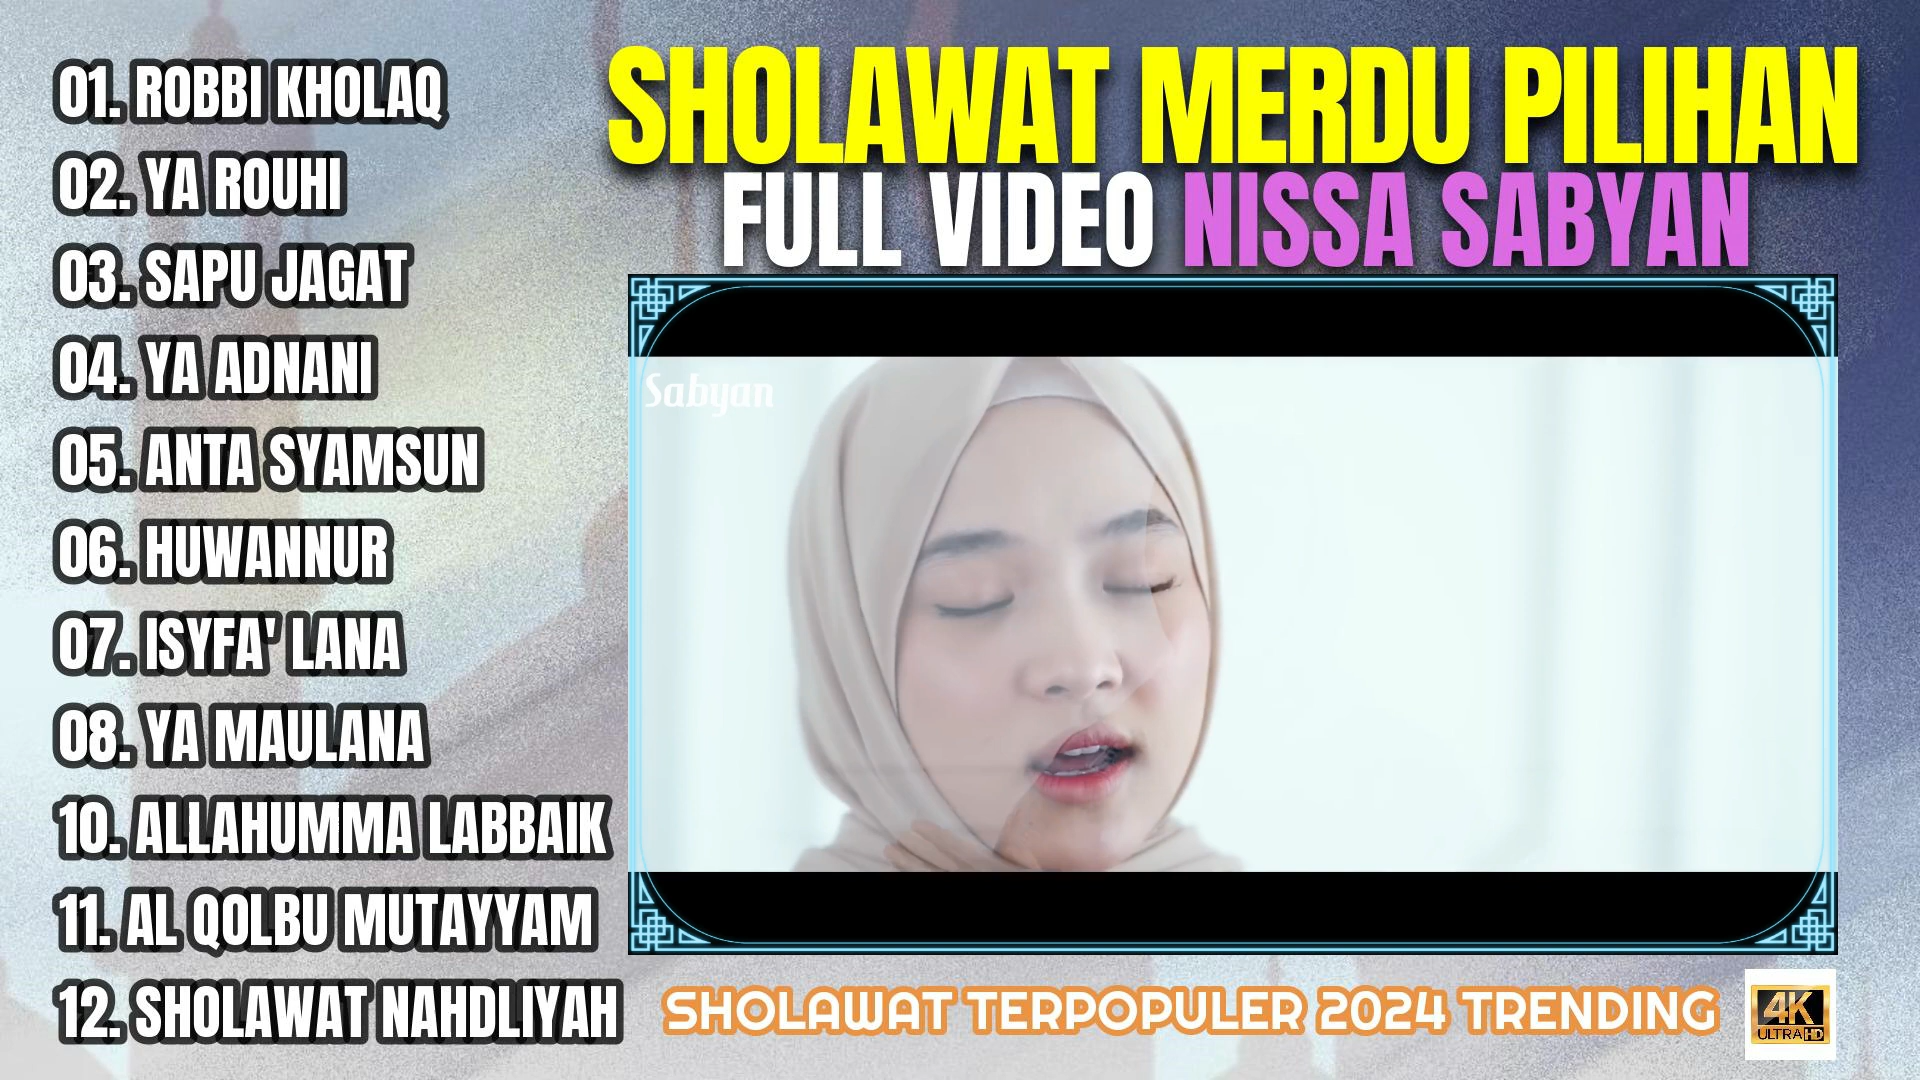 01. ROBBI KHOLAQ
02. YA ROUHI
03. SAPU JAGAT
04. YA ADNANI
05. ANTA SYAMSUN
06. HUWANNUR
07. ISYFA' LANA
08. YA MAULANA
10. ALLAHUMMA LABBAIK
11. AL QOLBU MUTAYYAM
12. SHOLAWAT NAHDLIYAH
SHOLAWAT MERDU PILIHAN
FULL VIDEO NISSA SABYAN
Sabyan
SHOLAWAT TERPOPULER 2024 TRENDING
4K
ULTRA HD